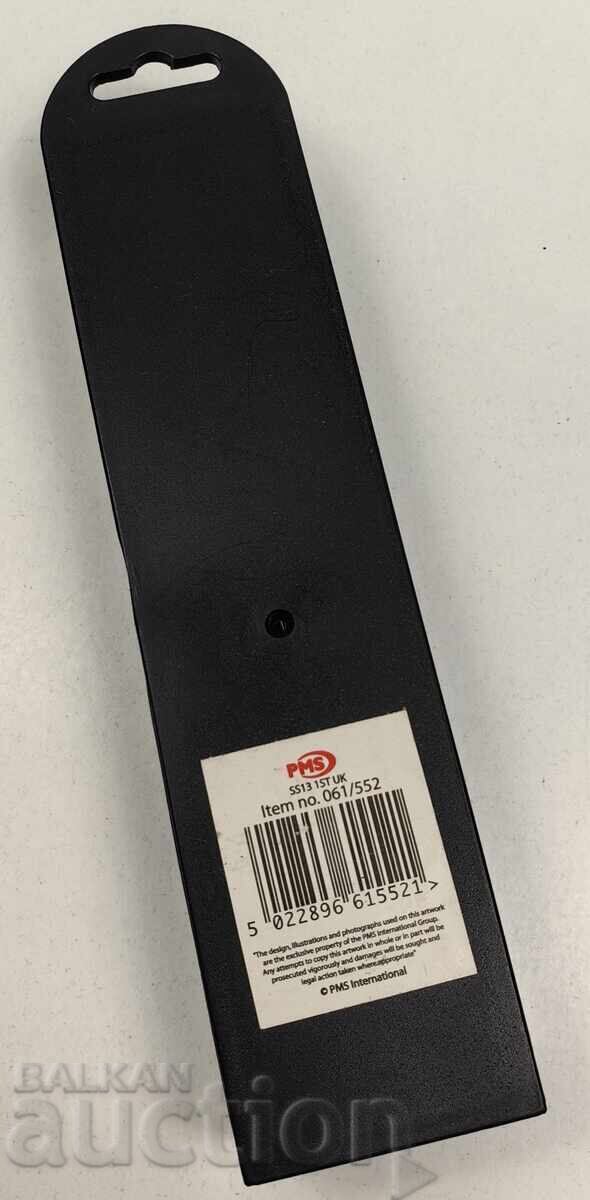 PMS
SS13 1ST UK
Item no. 061/552
5 022896 615521 >
"The design, illustrations and photographs used on this artwork
are the exclusive property of the PMS International Group.
Any attempts to copy this artwork in whole or in part will be
prosecuted vigorously and damages will be sought and
legal action taken where appropriate"
© PMS International
BALKAN
auction